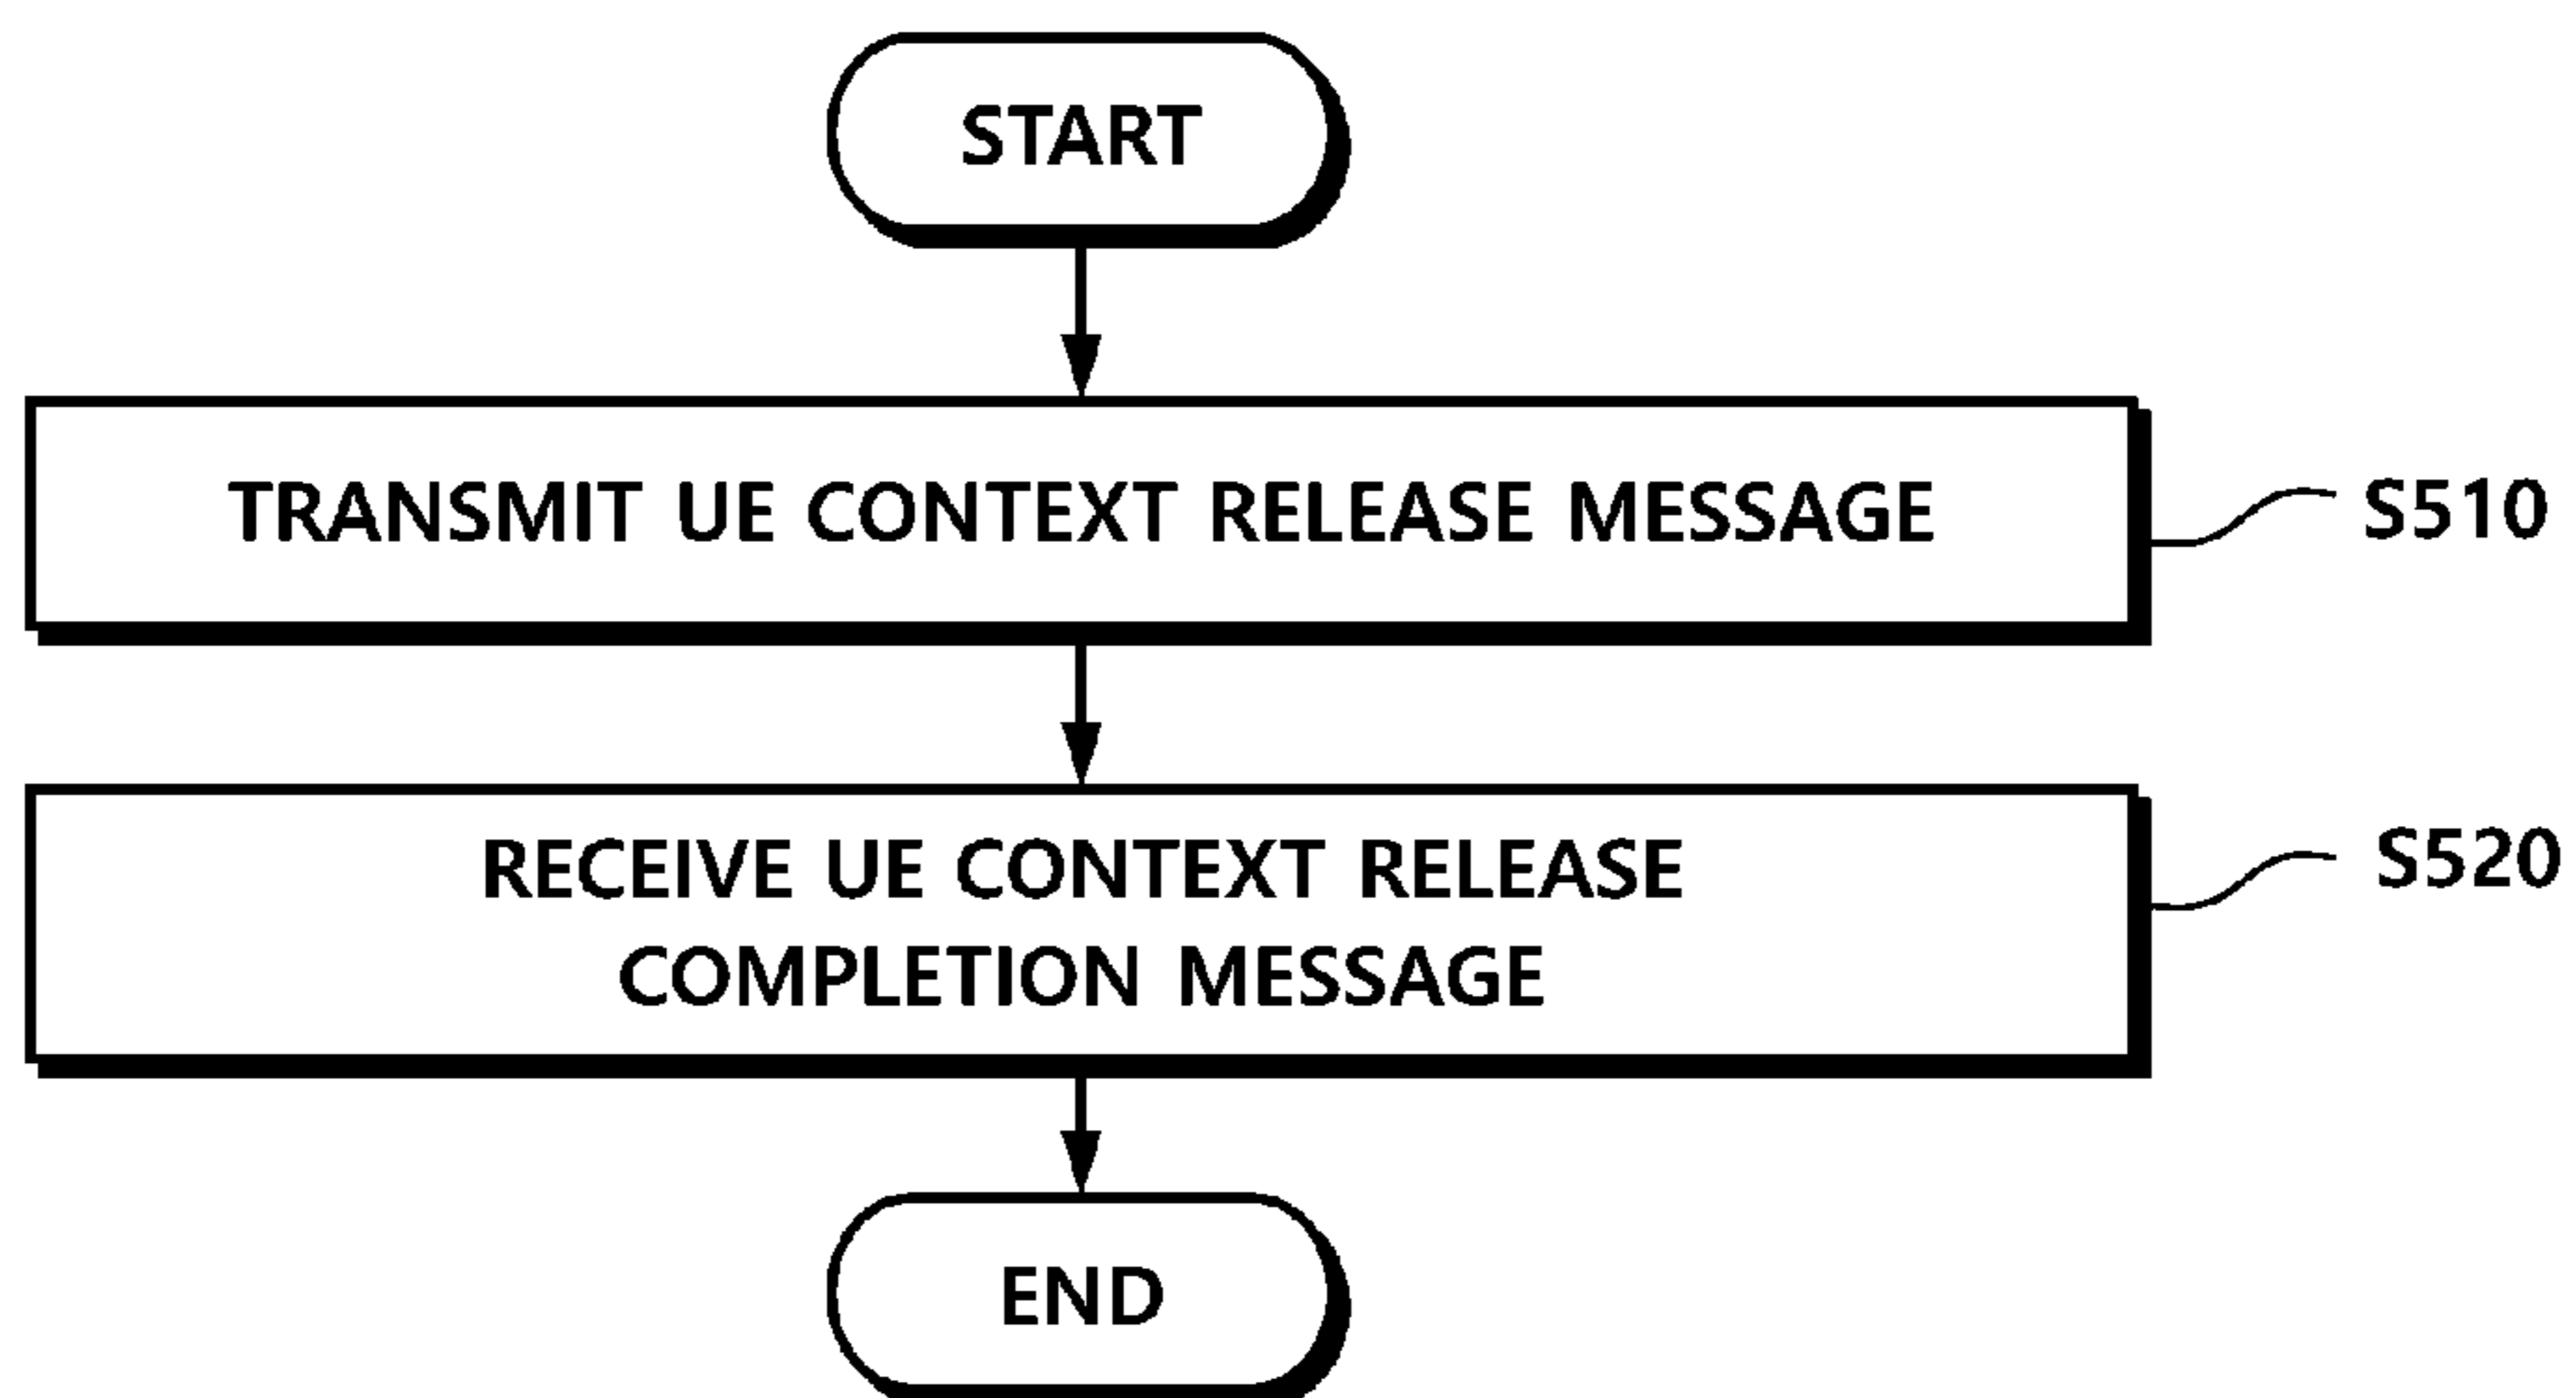 START
TRANSMIT UE CONTEXT RELEASE MESSAGE
S510
RECEIVE UE CONTEXT RELEASE
COMPLETION MESSAGE
S520
END